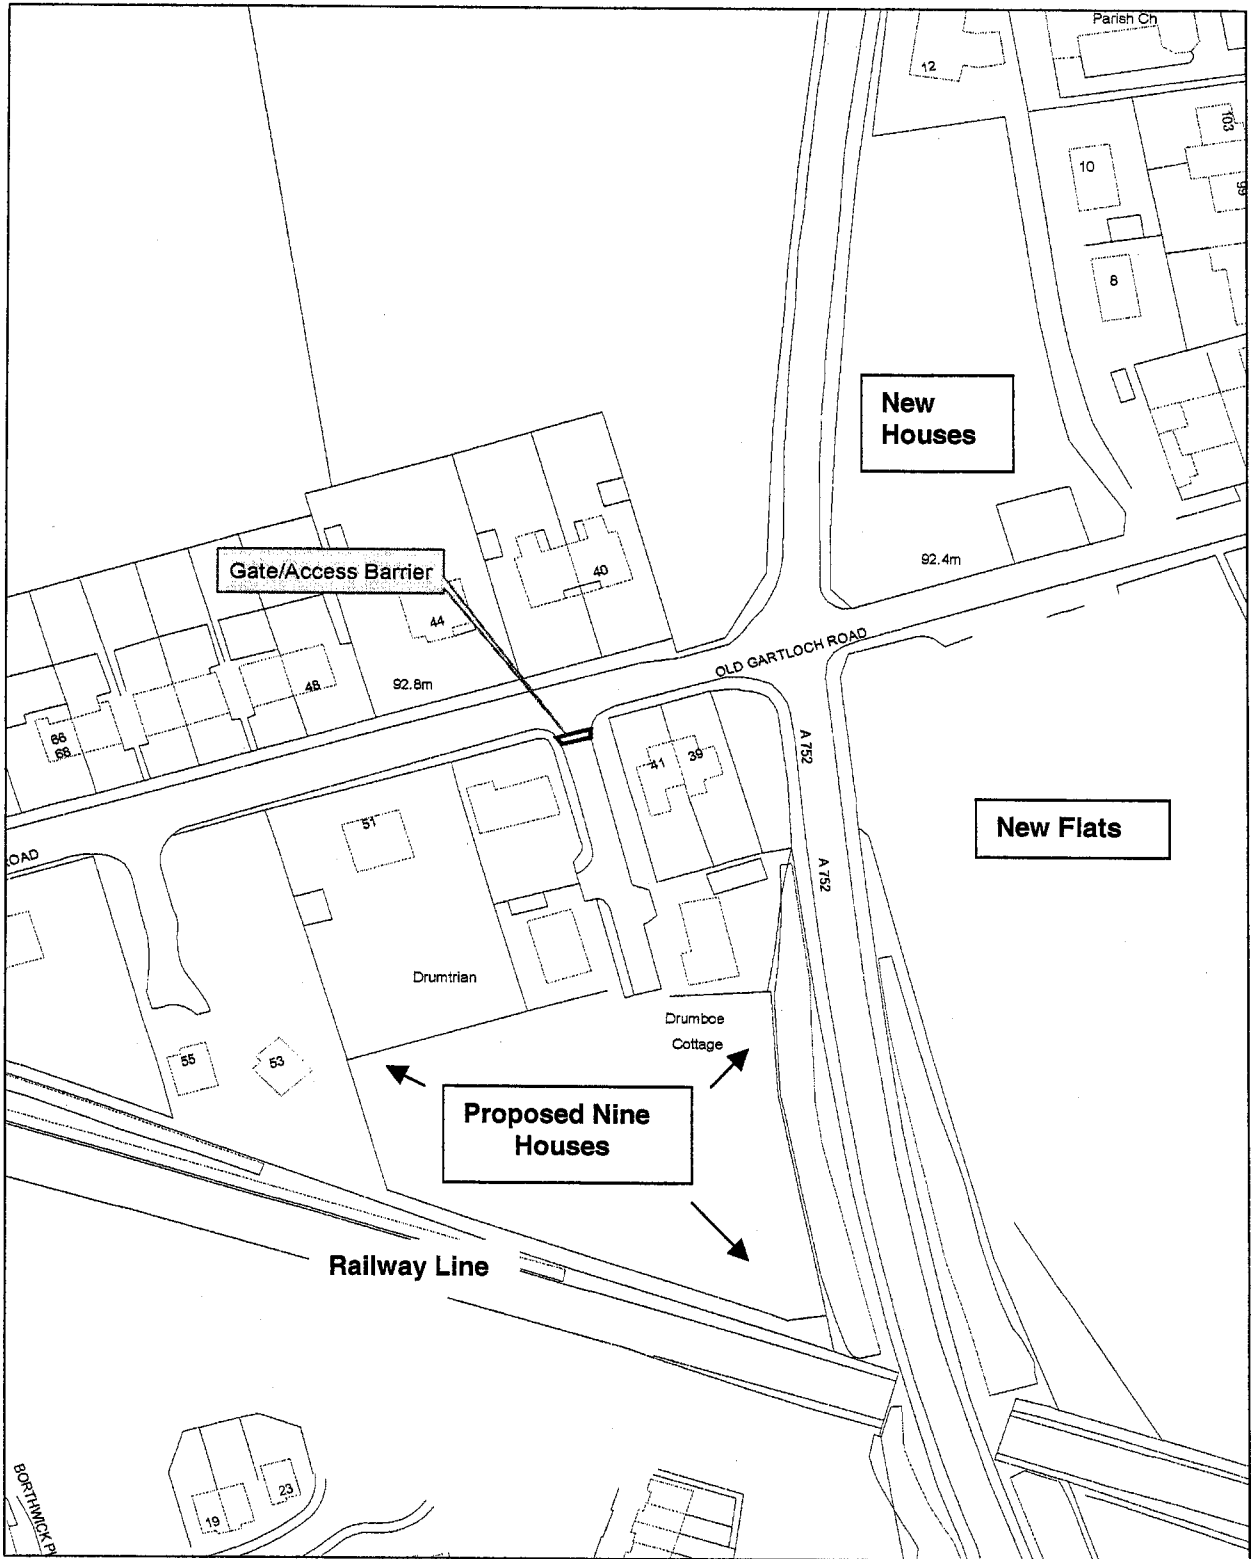 Parish Ch
12
103
99
10
8
New
Houses
92.4m
Gate/Access Barrier
40
44
48
92.8m
OLD GARTLOCH ROAD
66
68
A 752
41
39
51
New Flats
ROAD
A 752
Drumtrian
Drumboe
Cottage
55
53
Proposed Nine
Houses
Railway Line
BORTHWICK Pl
19
23